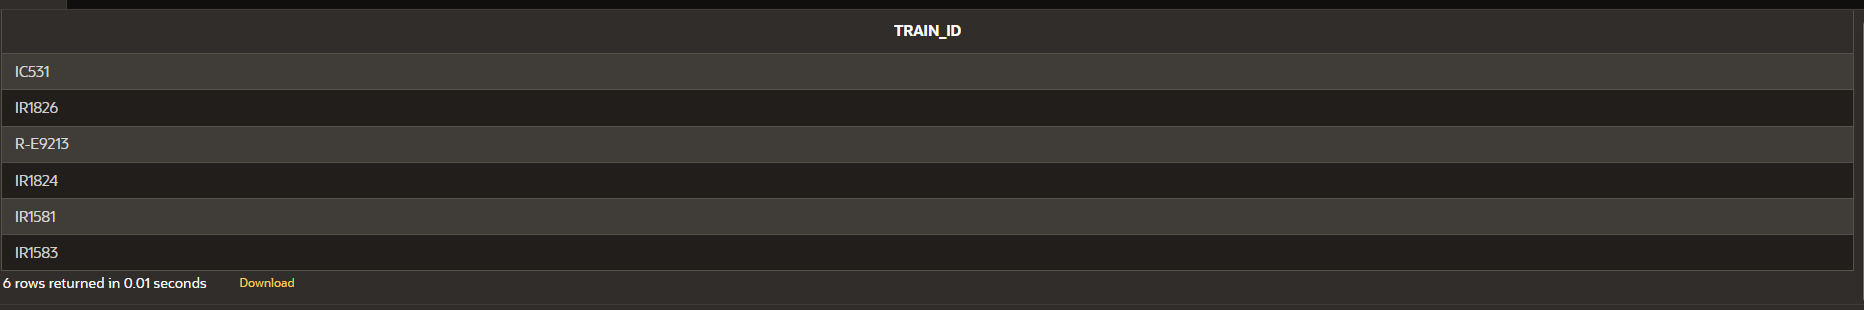 TRAIN_ID
IC531
IR1826
R-E9213
IR1824
IR1581
IR1583
6 rows returned in 0.01 seconds Download